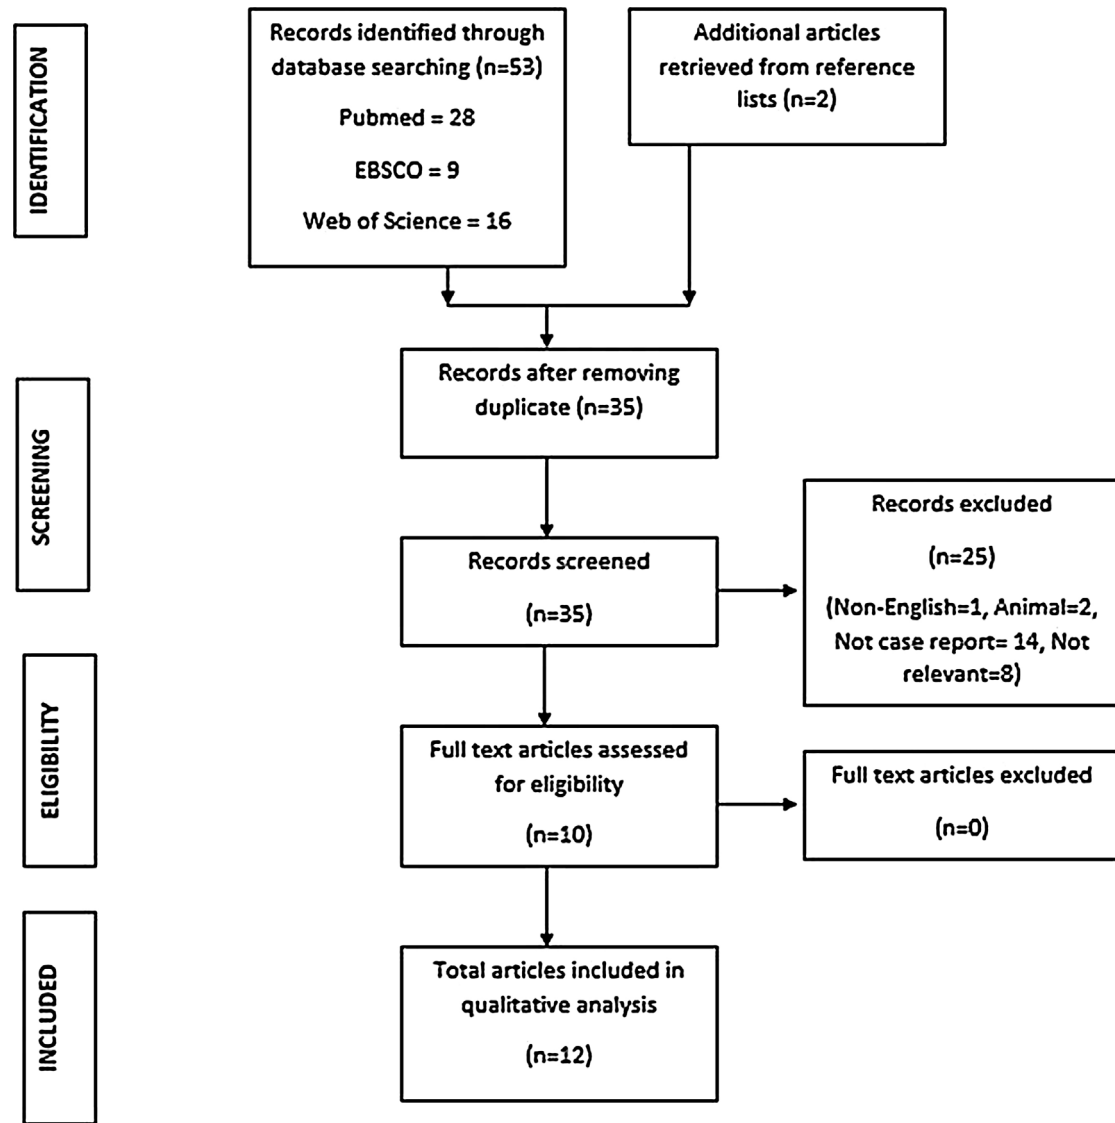 IDENTIFICATION
Records identified through
database searching (n=53)
Pubmed = 28
EBSCO = 9
Web of Science = 16
Additional articles
retrieved from reference
lists (n=2)
SCREENING
Records after removing
duplicate (n=35)
Records screened
(n=35)
Records excluded
(n=25)
(Non-English=1, Animal=2,
Not case report= 14, Not
relevant=8)
ELIGIBILITY
Full text articles assessed
for eligibility
(n=10)
Full text articles excluded
(n=0)
INCLUDED
Total articles included in
qualitative analysis
(n=12)